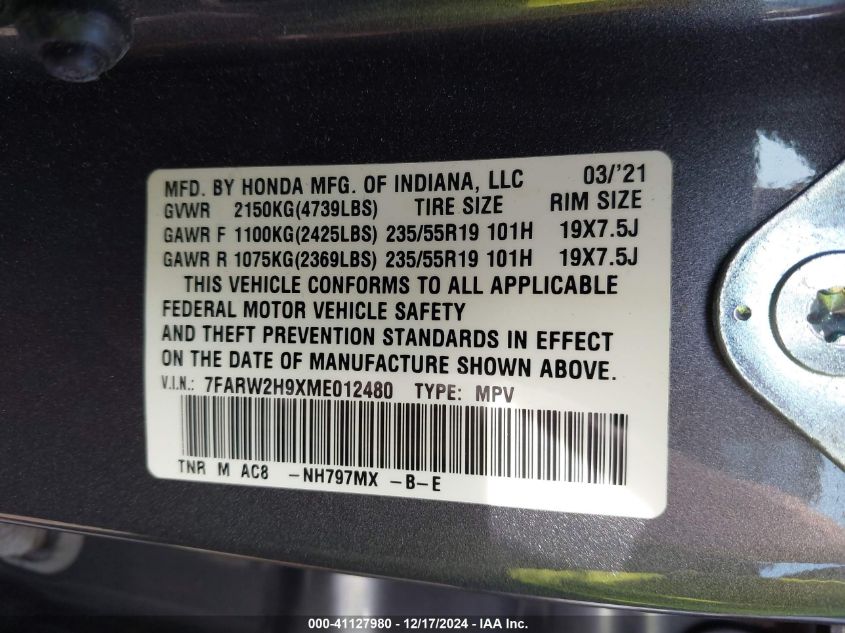 MFD. BY HONDA MFG. OF INDIANA, LLC 03/'21
GVWR 2150KG(4739LBS) TIRE SIZE RIM SIZE
GAWR F 1100KG(2425LBS) 235/55R19 101H 19X7.5J
GAWR R 1075KG(2369LBS) 235/55R19 101H 19X7.5J
THIS VEHICLE CONFORMS TO ALL APPLICABLE
FEDERAL MOTOR VEHICLE SAFETY
AND THEFT PREVENTION STANDARDS IN EFFECT
ON THE DATE OF MANUFACTURE SHOWN ABOVE.
V.I.N.: 7FARW2H9XME012480 TYPE: MPV
TNR M AC8 -NH797MX -B-E
000-41127980 - 12/17/2024 - IAA Inc.